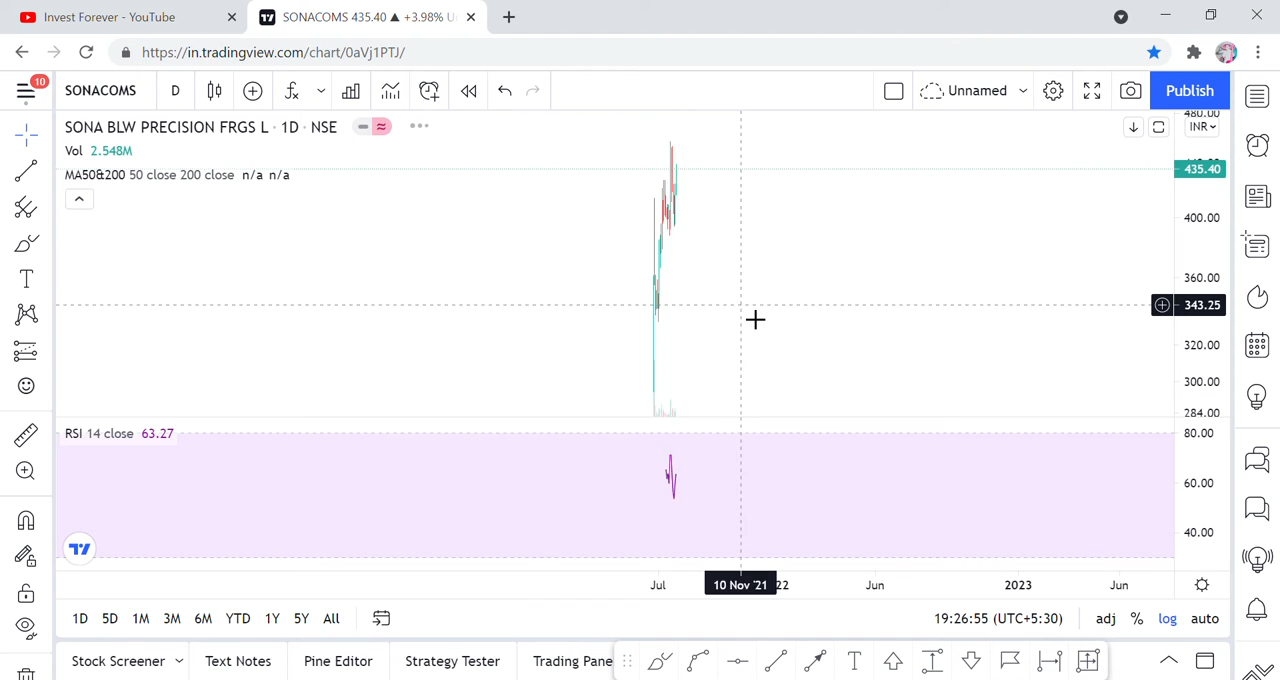 Invest Forever - YouTube
SONACOMS 435.40 ▲ +3.98% U
https://in.tradingview.com/chart/0aVj1PTJ/
10
SONACOMS
D
Unnamed
Publish
SONA BLW PRECISION FRGS L · 1D · NSE
INR
Vol 2.548M
MA50&200 50 close 200 close n/a n/a
480.00
435.40
400.00
360.00
343.25
320.00
300.00
284.00
RSI 14 close 63.27
80.00
60.00
40.00
Jul
10 Nov '21
22
Jun
2023
Jun
1D 5D 1M 3M 6M YTD 1Y 5Y All
19:26:55 (UTC+5:30)
adj % log auto
Stock Screener
Text Notes
Pine Editor
Strategy Tester
Trading Pane